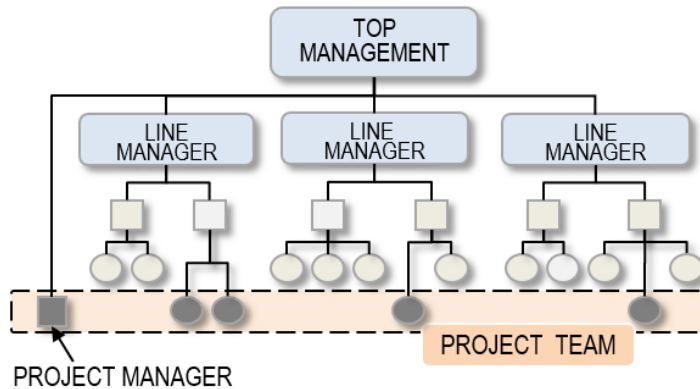 TOP
MANAGEMENT
LINE
MANAGER
LINE
MANAGER
LINE
MANAGER
PROJECT TEAM
PROJECT MANAGER